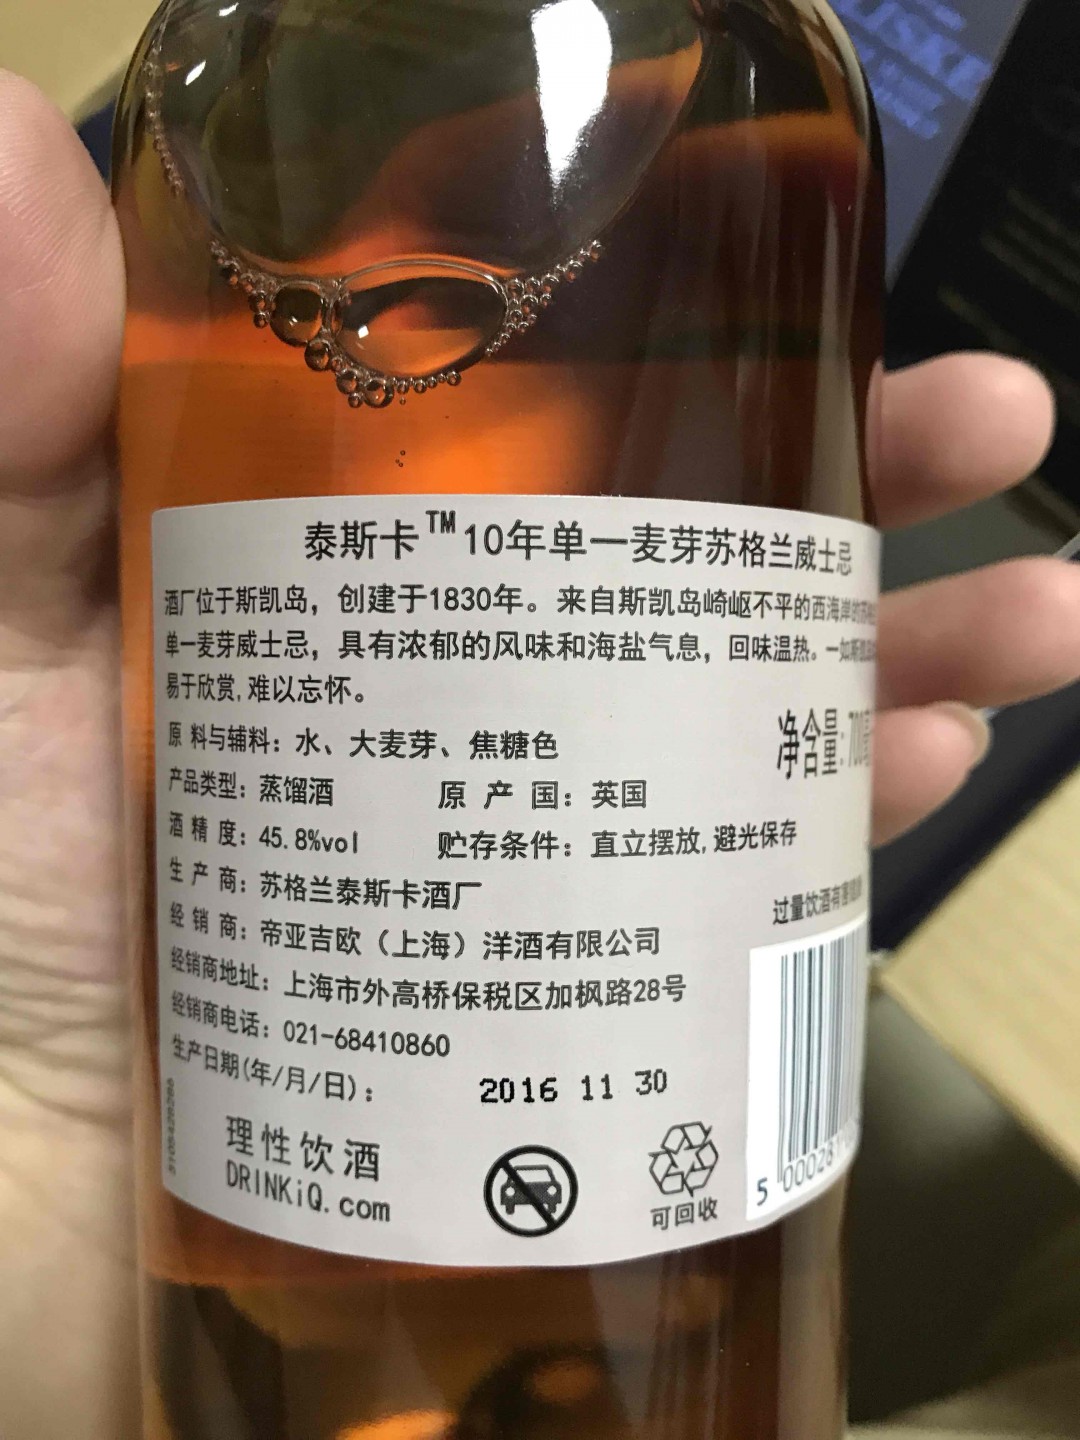 泰斯卡™10年单一麦芽苏格兰威士忌
酒厂位于斯凯岛，创建于1830年。来自斯凯岛崎岖不平的西海岸的
单一麦芽威士忌，具有浓郁的风味和海盐气息，回味温热。一如斯凯岛
易于欣赏,难以忘怀。
原 料与辅料：水、大麦芽、焦糖色
净含量:700
产品类型：蒸馏酒 原 产 国：英国
酒 精 度：45.8%vol 贮存条件：直立摆放,避光保存
生 产 商：苏格兰泰斯卡酒厂
过量饮酒有害
经 销 商：帝亚吉欧（上海）洋酒有限公司
经销商地址：上海市外高桥保税区加枫路28号
经销商电话：021-68410860
生产日期(年/月/日)： 2016 11 30
理性饮酒
DRINKiQ.com
可回收
5 000281